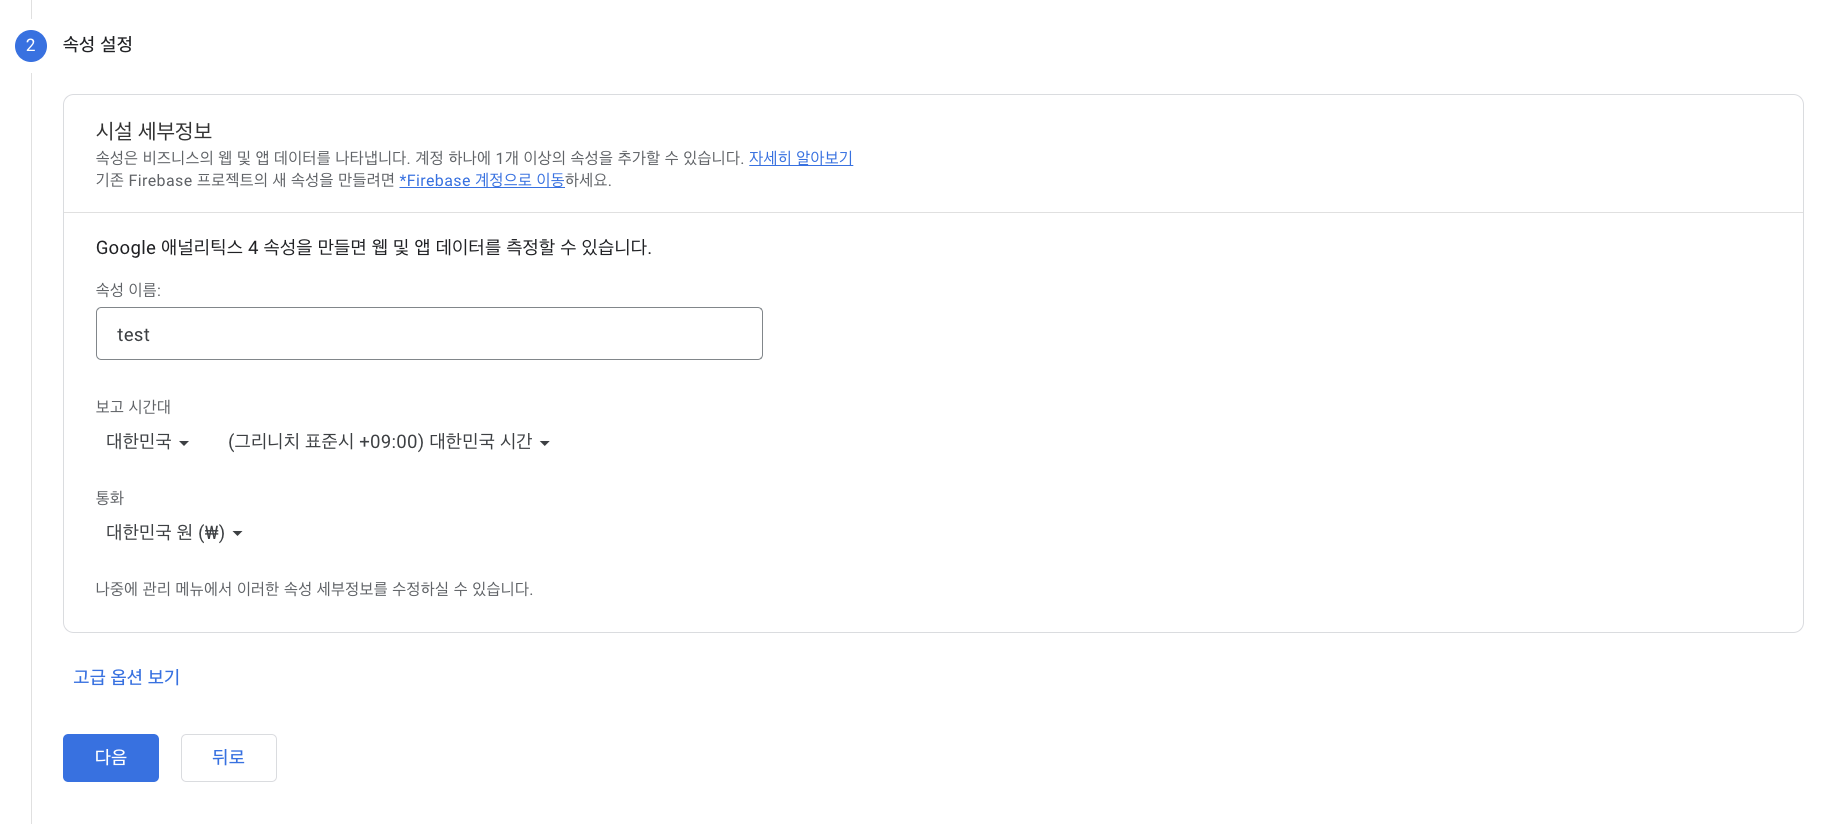 2 속성 설정
시설 세부정보
속성은 비즈니스의 웹 및 앱 데이터를 나타냅니다. 계정 하나에 1개 이상의 속성을 추가할 수 있습니다. 자세히 알아보기
기존 Firebase 프로젝트의 새 속성을 만들려면 *Firebase 계정으로 이동하세요.
Google 애널리틱스 4 속성을 만들면 웹 및 앱 데이터를 측정할 수 있습니다.
속성 이름:
test
보고 시간대
대한민국 (그리니치 표준시 +09:00) 대한민국 시간
통화
대한민국 원 (₩)
나중에 관리 메뉴에서 이러한 속성 세부정보를 수정하실 수 있습니다.
고급 옵션 보기
다음 뒤로